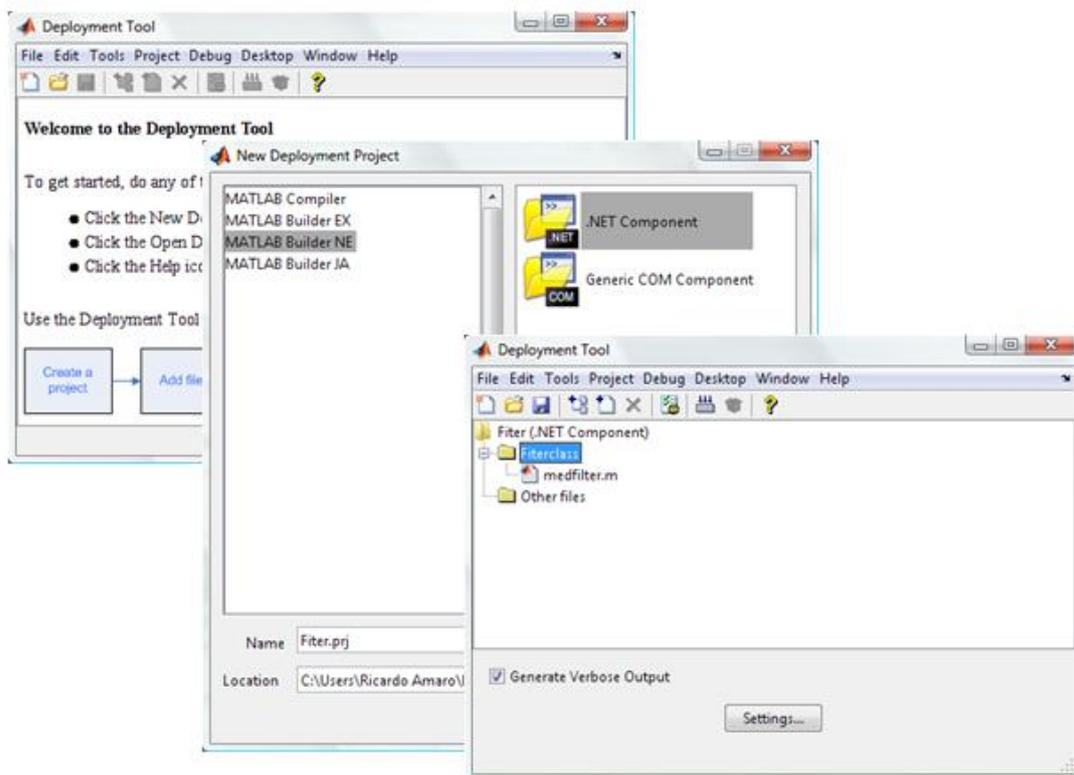 Deployment Tool
File Edit Tools Project Debug Desktop Window Help
Welcome to the Deployment Tool
To get started, do any of
Click the New
Click the Open
Click the Help
Use the Deployment Tool
Create a
project
Add
New Deployment Project
MATLAB Compiler
MATLAB Builder EX
MATLAB Builder NE
MATLAB Builder JA
.NET
.NET Component
COM
Generic COM Component
Name Fiter.prj
Location C:\Users\Ricardo Amaro\
Deployment Tool
File Edit Tools Project Debug Desktop Window Help
Fiter (.NET Component)
Fiterclass
medfilter.m
Other files
Generate Verbose Output
Settings...